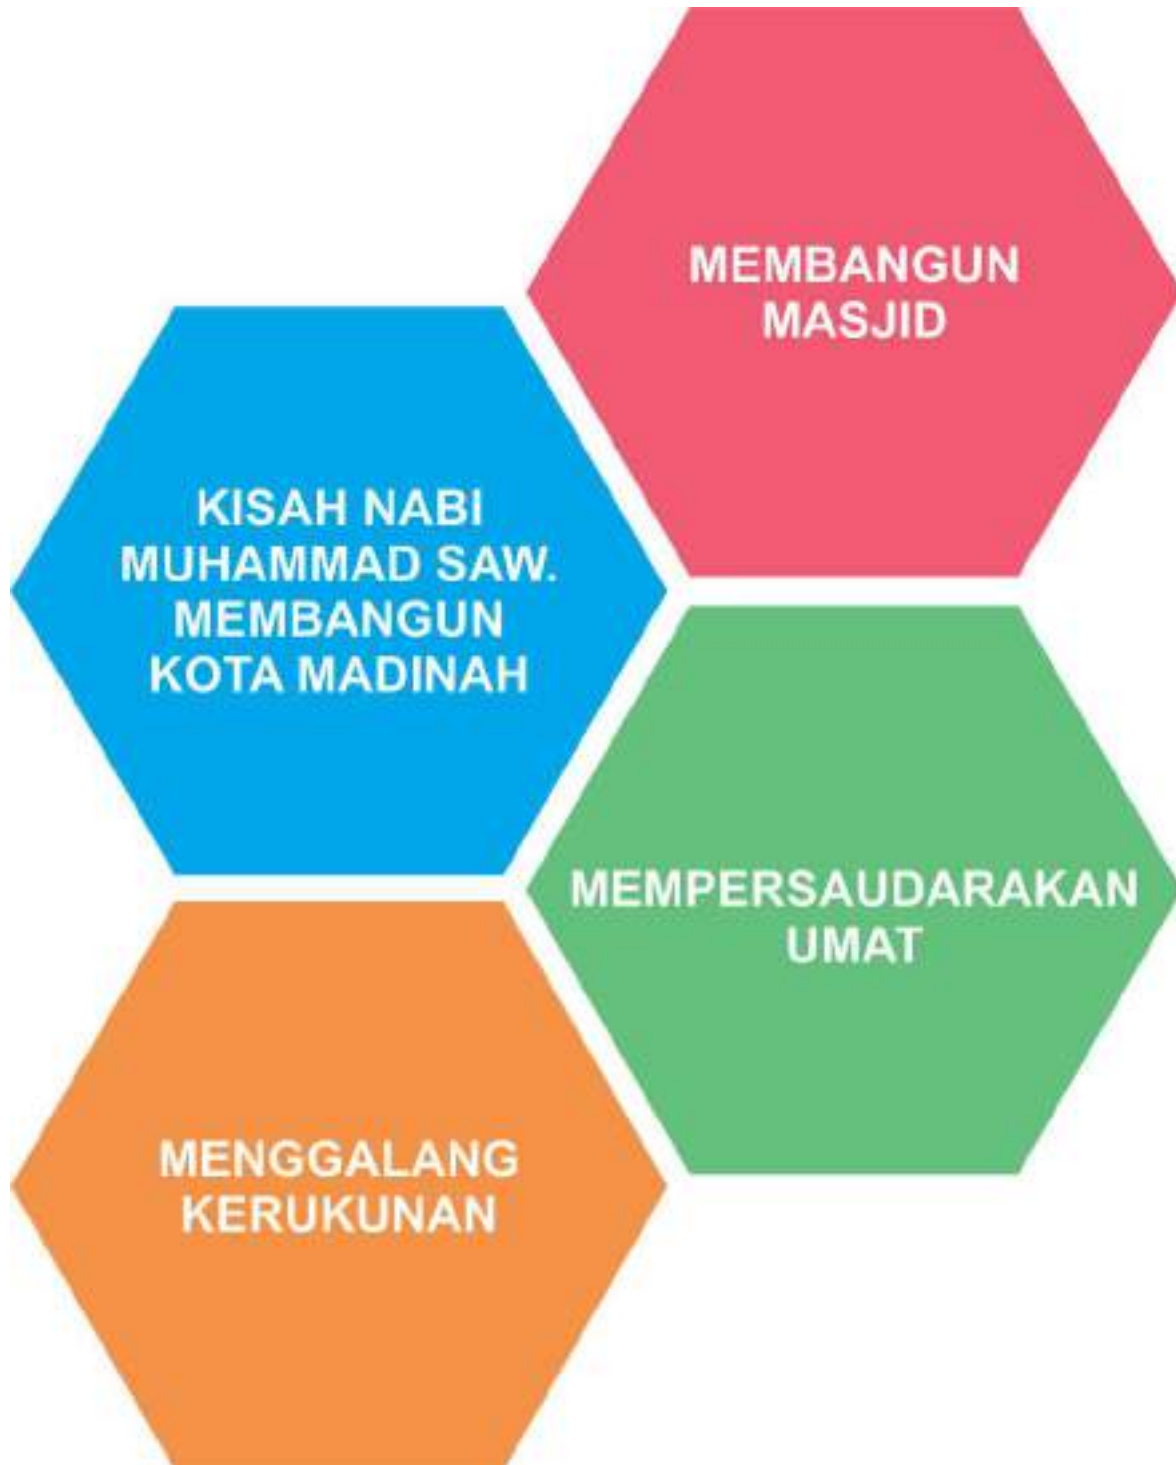 MEMBANGUN
MASJID
KISAH NABI
MUHAMMAD SAW.
MEMBANGUN
KOTA MADINAH
MEMPERSAUDARAKAN
UMAT
MENGGALANG
KERUKUNAN